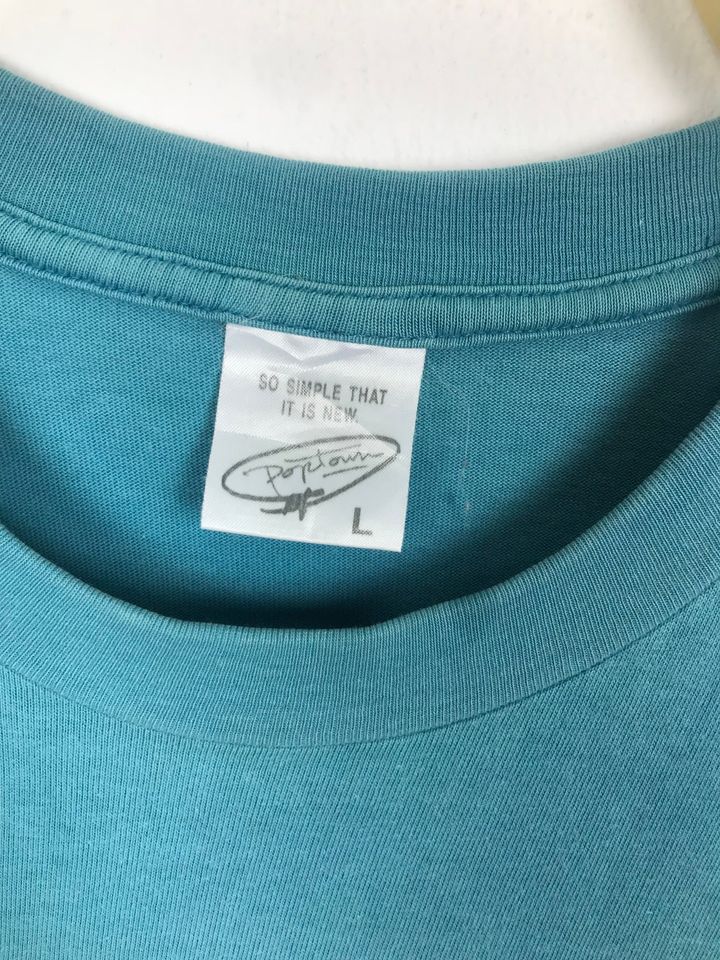 SO SIMPLE THAT
IT IS NEW
Poptown
L